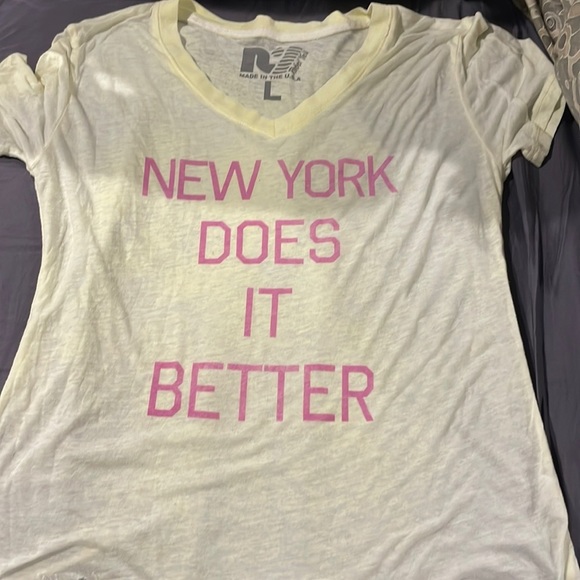 MADE IN THE U.S.A
L
NEW YORK
DOES
IT
BETTER